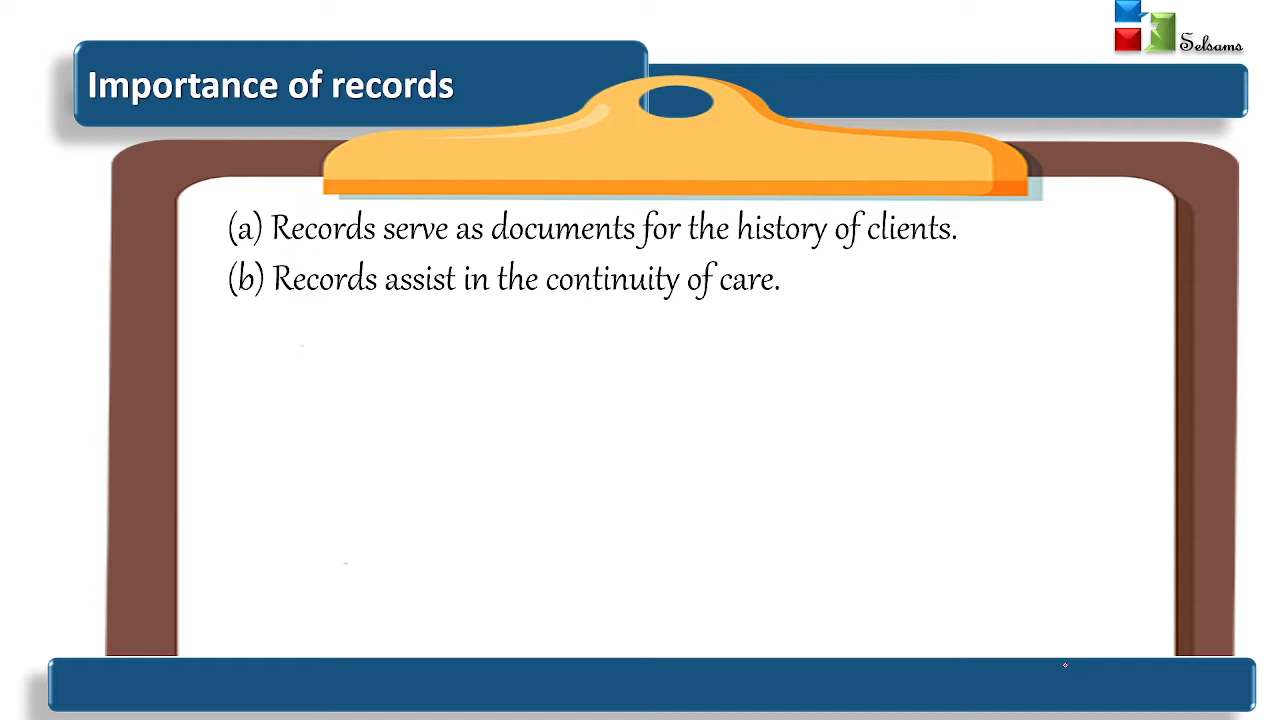 Selsams
Importance of records
(a) Records serve as documents for the history of clients.
(b) Records assist in the continuity of care.